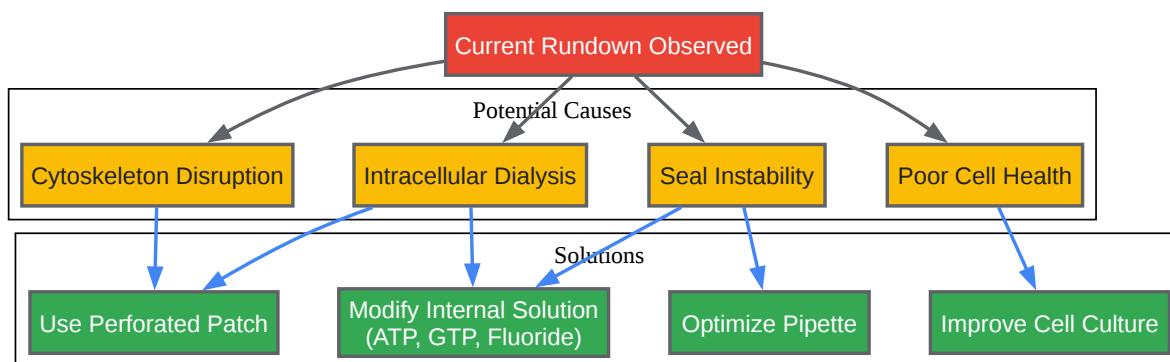 Current Rundown Observed
Potential Causes
Cytoskeleton Disruption
Intracellular Dialysis
Seal Instability
Poor Cell Health
Solutions
Use Perforated Patch
Modify Internal Solution
(ATP, GTP, Fluoride)
Optimize Pipette
Improve Cell Culture